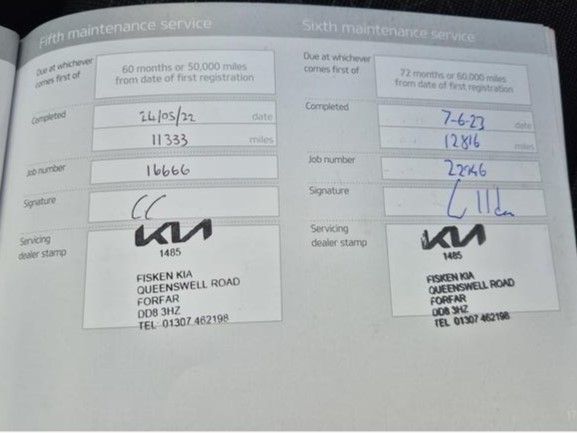 Fifth maintenance service
Due at whichever
comes first of
60 months or 50,000 miles
from date of first registration
Completed
24/05/22 date
11333 miles
Job number
16666
Signature
CC
Servicing
dealer stamp
KIA
1485
FISKEN KIA
QUEENSWELL ROAD
FORFAR
DD8 3HZ
TEL 01307 462198
Sixth maintenance service
Due at whichever
comes first of
72 months or 60,000 miles
from date of first registration
Completed
7-6-23 date
12816 miles
Job number
Signature
Servicing
dealer stamp
KIA
1485
FISKEN KIA
QUEENSWELL ROAD
FORFAR
DD8 3HZ
TEL 01307 462198